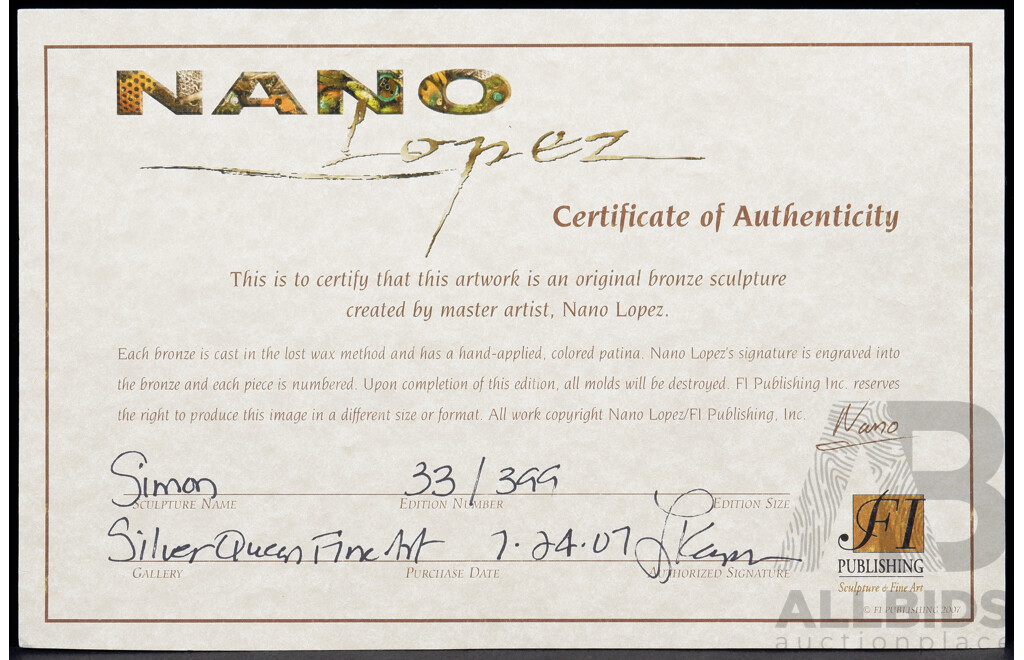 NANO
Lopez
Certificate of Authenticity
This is to certify that this artwork is an original bronze sculpture
created by master artist, Nano Lopez.
Each bronze is cast in the lost wax method and has a hand-applied, colored patina. Nano Lopez's signature is engraved into
the bronze and each piece is numbered. Upon completion of this edition, all molds will be destroyed. FI Publishing Inc. reserves
the right to produce this image in a different size or format. All work copyright Nano Lopez/FI Publishing, Inc.
Nano
Simon 33/399
SCULPTURE NAME EDITION NUMBER EDITION SIZE
Silver Queen Fine Art 7.24.07
GALLERY PURCHASE DATE AUTHORIZED SIGNATURE
FI
PUBLISHING
Sculpture & Fine Art
© FI PUBLISHING 2007
AB
ALLBIDS
auctionplace